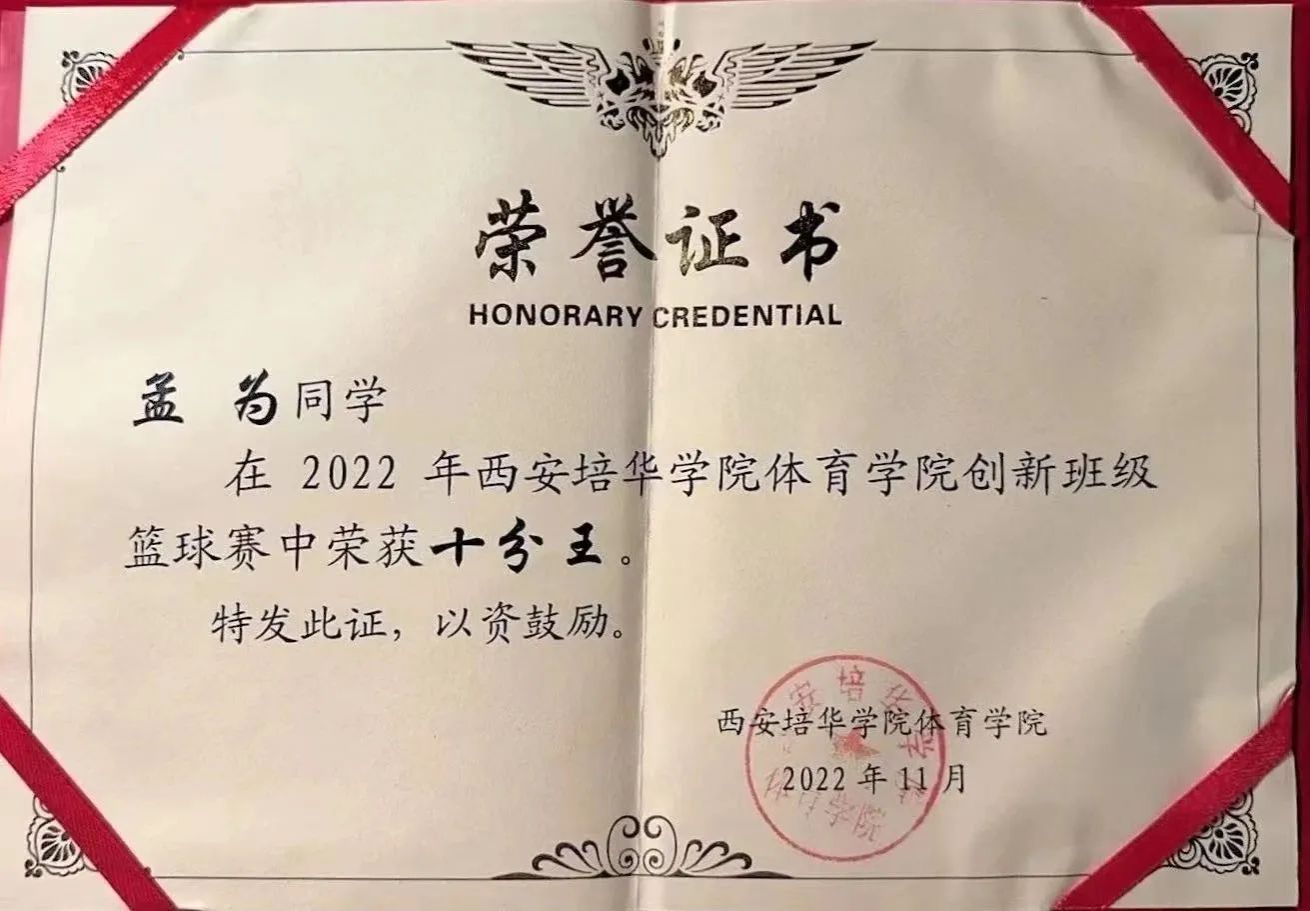 荣誉证书
HONORARY CREDENTIAL
孟 为同学
在 2022 年西安培华学院体育学院创新班级
篮球赛中荣获十分王。
特发此证，以资鼓励。
西安培华学院体育学院
2022 年 11 月